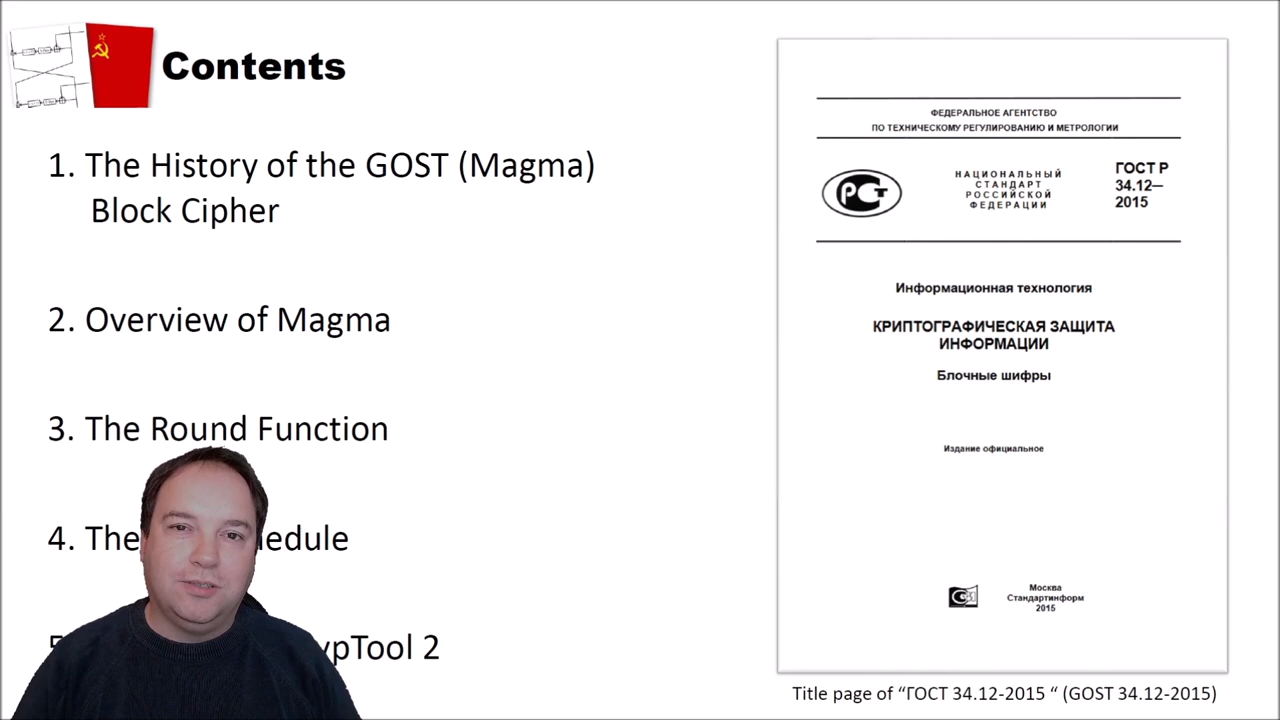 Contents
1. The History of the GOST (Magma)
Block Cipher
2. Overview of Magma
3. The Round Function
4. The
edule
ypTool 2
ФЕДЕРАЛЬНОЕ АГЕНТСТВО
ПО ТЕХНИЧЕСКОМУ РЕГУЛИРОВАНИЮ И МЕТРОЛОГИИ
РСТ
НАЦИОНАЛЬНЫЙ
СТАНДАРТ
РОССИЙСКОЙ
ФЕДЕРАЦИИ
ГОСТ Р
34.12—
2015
Информационная технология
КРИПТОГРАФИЧЕСКАЯ ЗАЩИТА
ИНФОРМАЦИИ
Блочные шифры
Издание официальное
Москва
Стандартинформ
2015
Title page of “ГОСТ 34.12-2015 “ (GOST 34.12-2015)